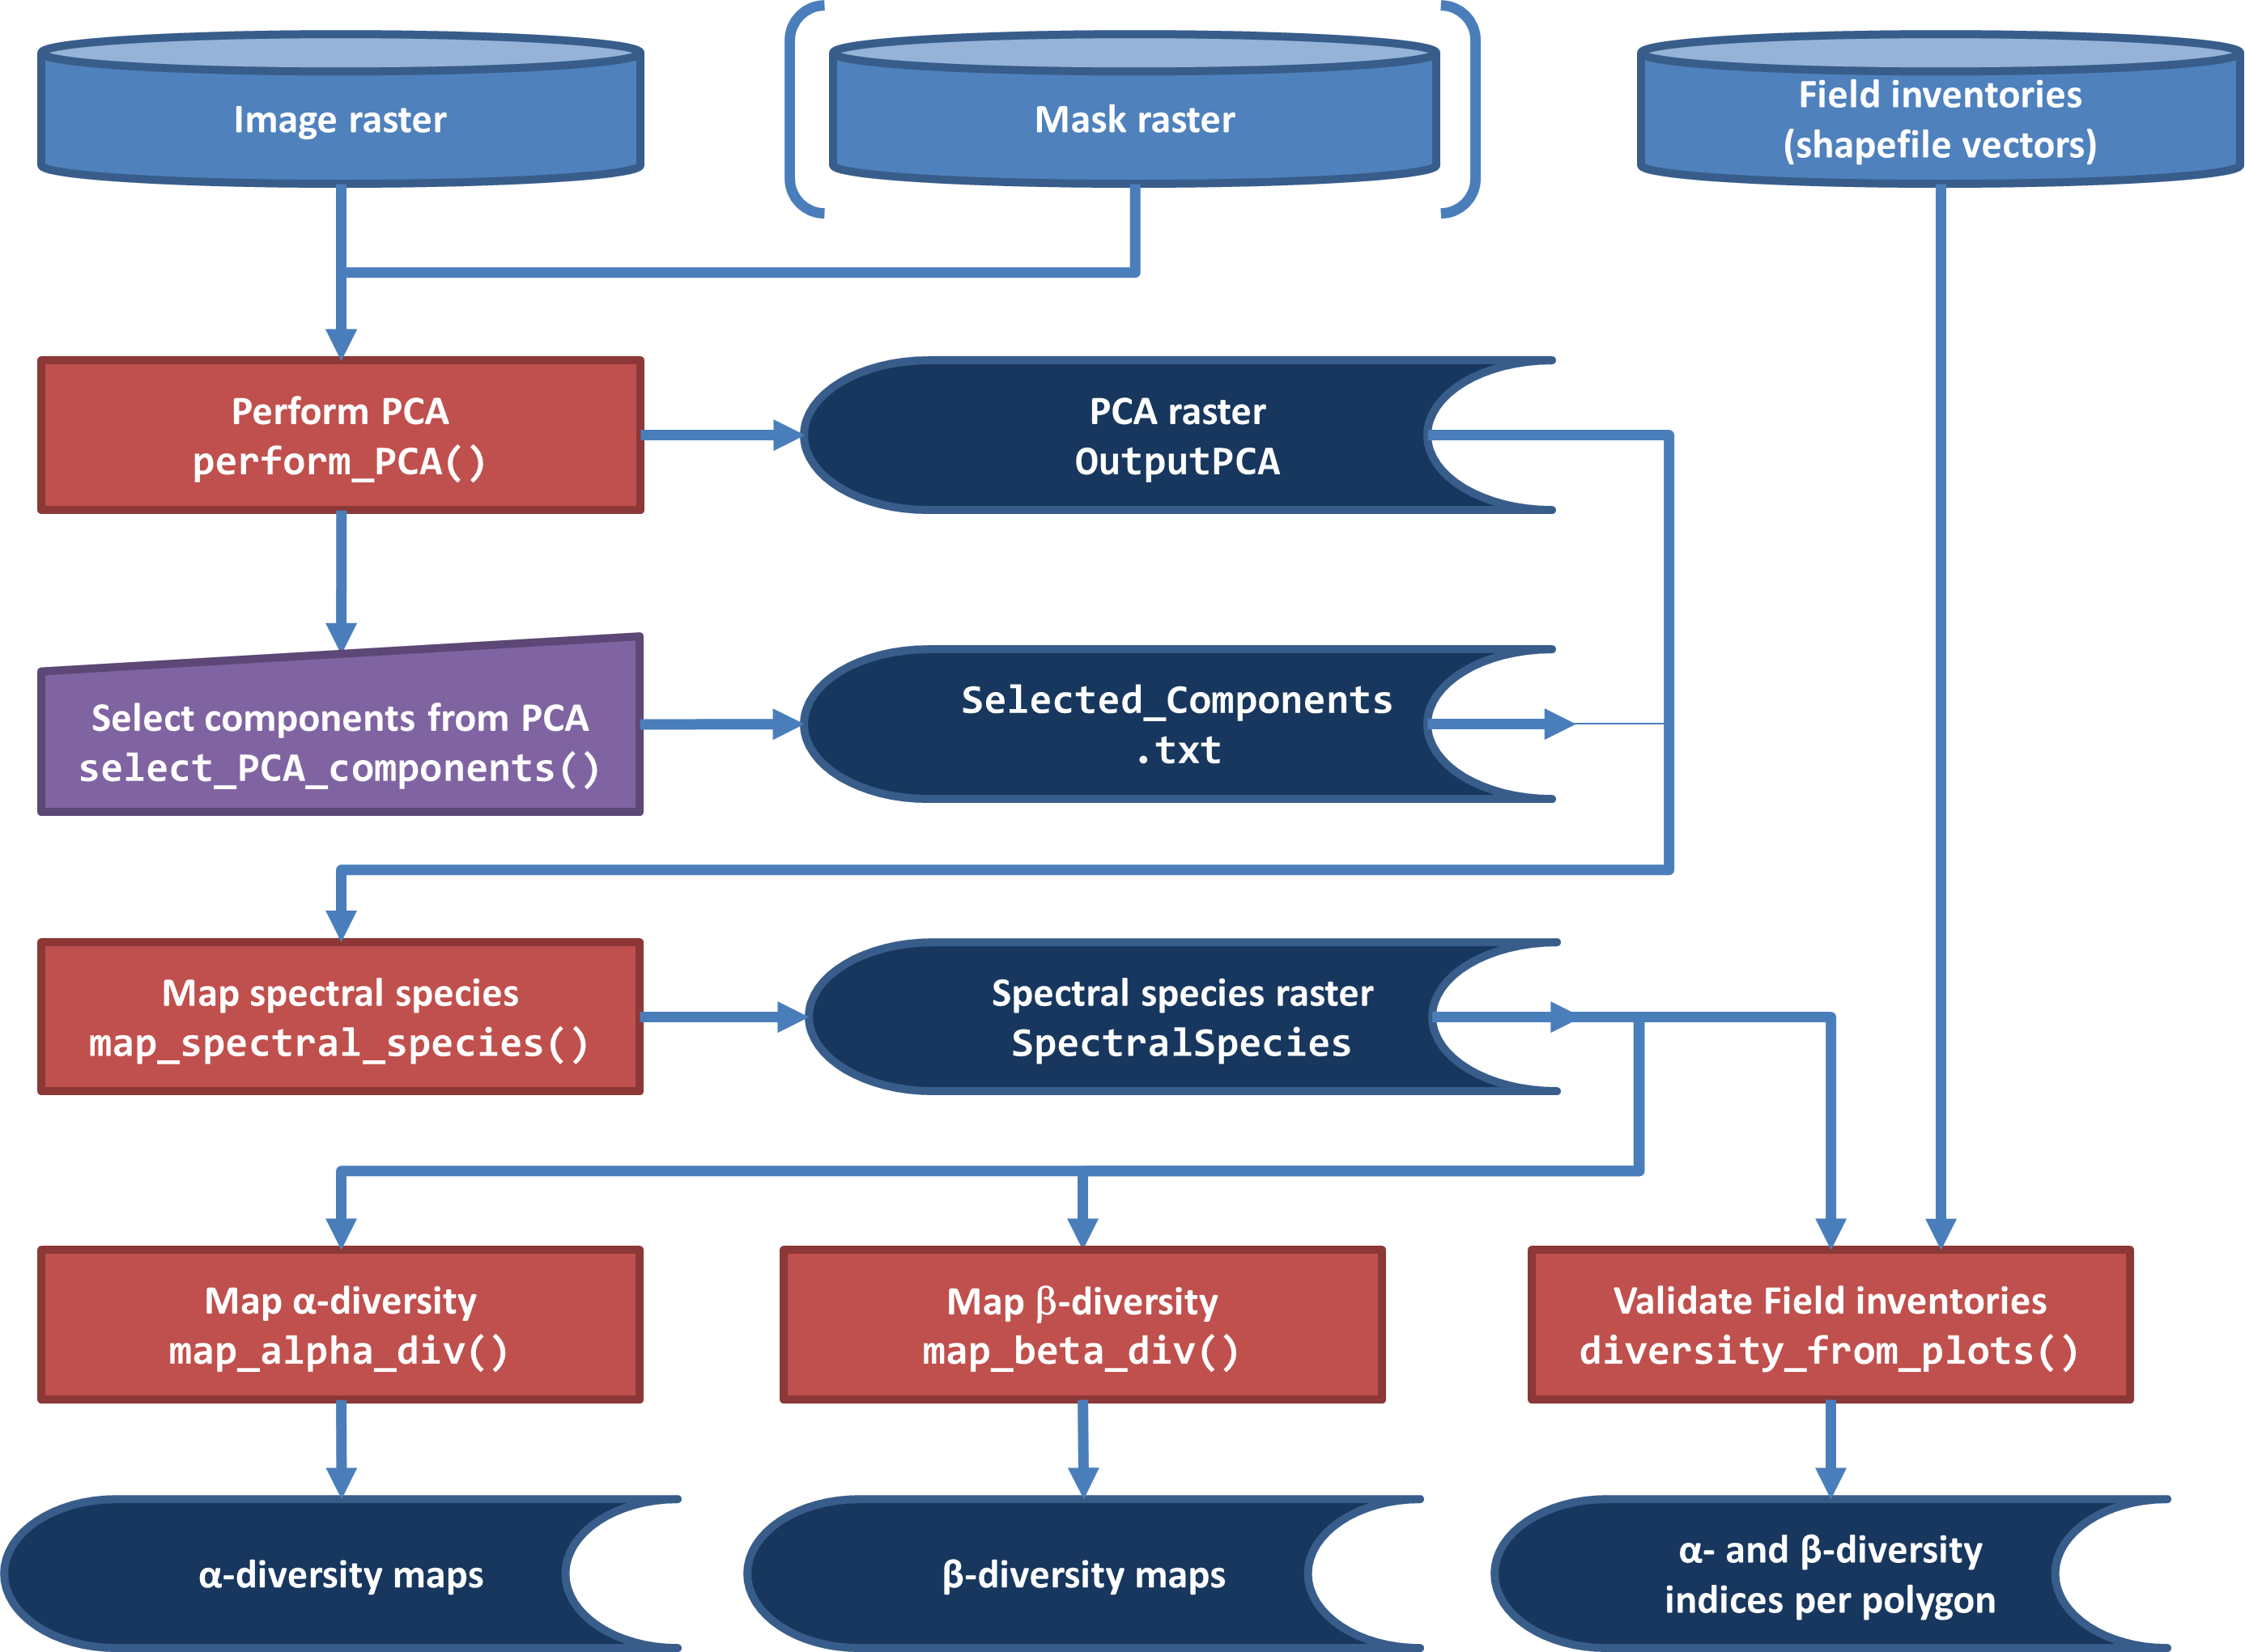 Image raster
Mask raster
Field inventories
(shapefile vectors)
Perform PCA
perform_PCA()
PCA raster
OutputPCA
Select components from PCA
select_PCA_components()
Selected_Components
.txt
Map spectral species
map_spectral_species()
Spectral species raster
SpectralSpecies
Map α-diversity
map_alpha_div()
Map β-diversity
map_beta_div()
Validate Field inventories
diversity_from_plots()
α-diversity maps
β-diversity maps
α- and β-diversity
indices per polygon